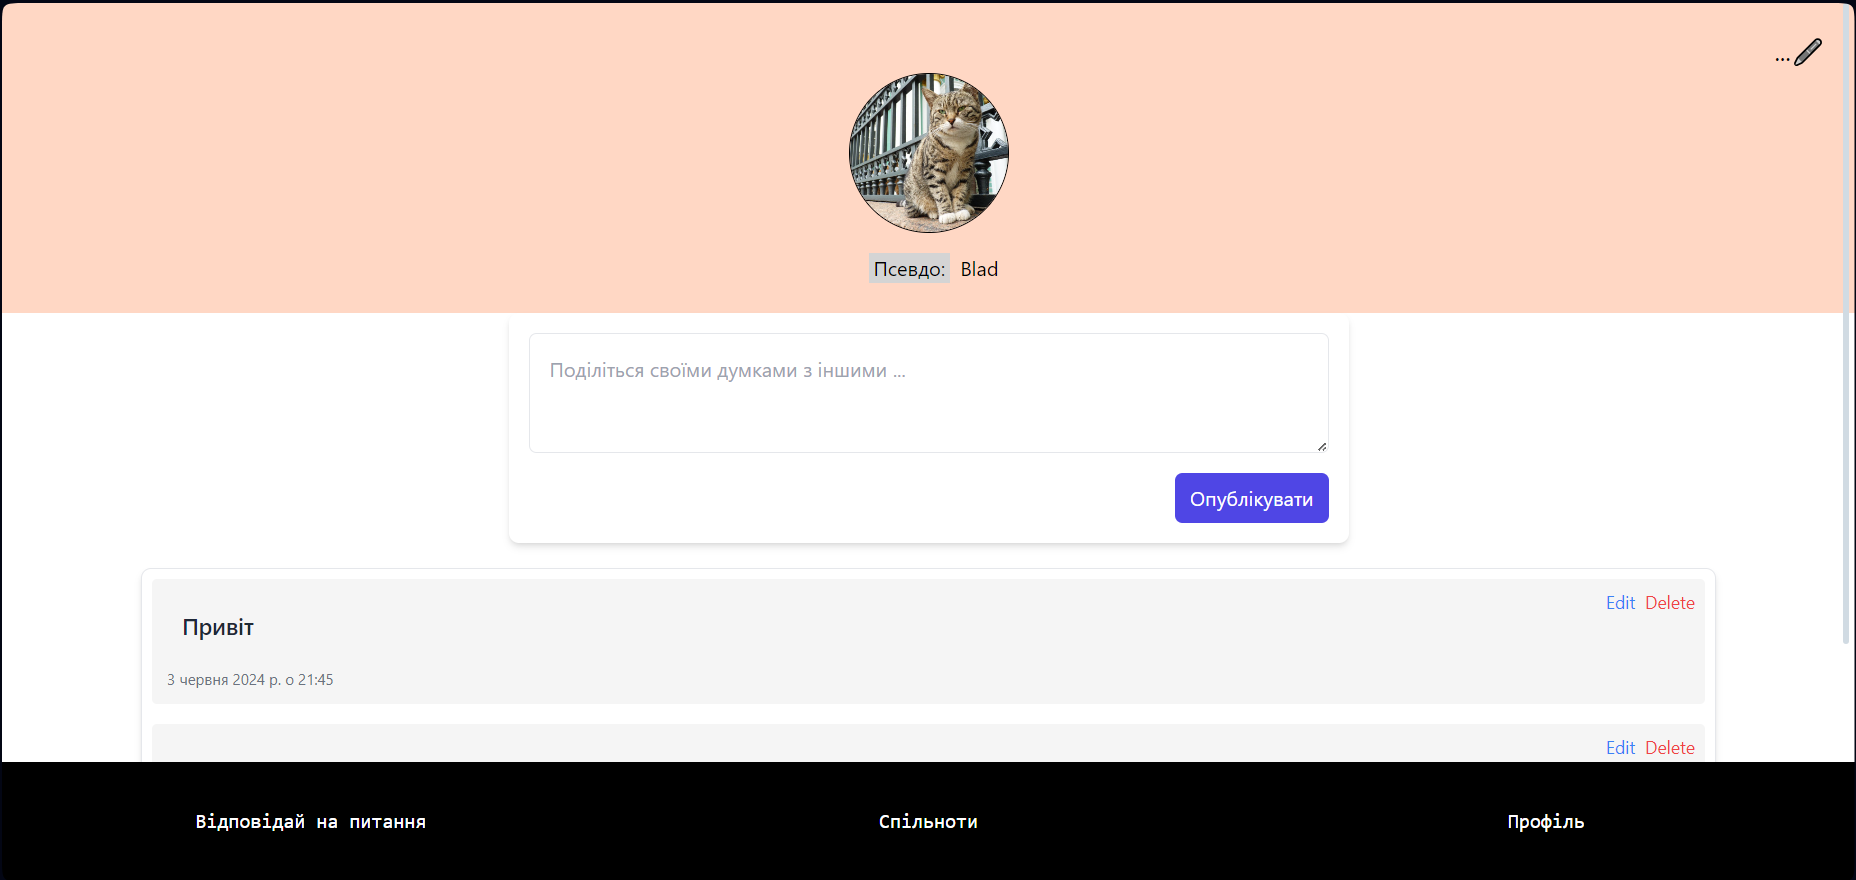 ...
Псевдо: Blad
Поділіться своїми думками з іншими ...
Опублікувати
Edit Delete
Привіт
3 червня 2024 р. о 21:45
Edit Delete
Відповідай на питання
Спільноти
Профіль